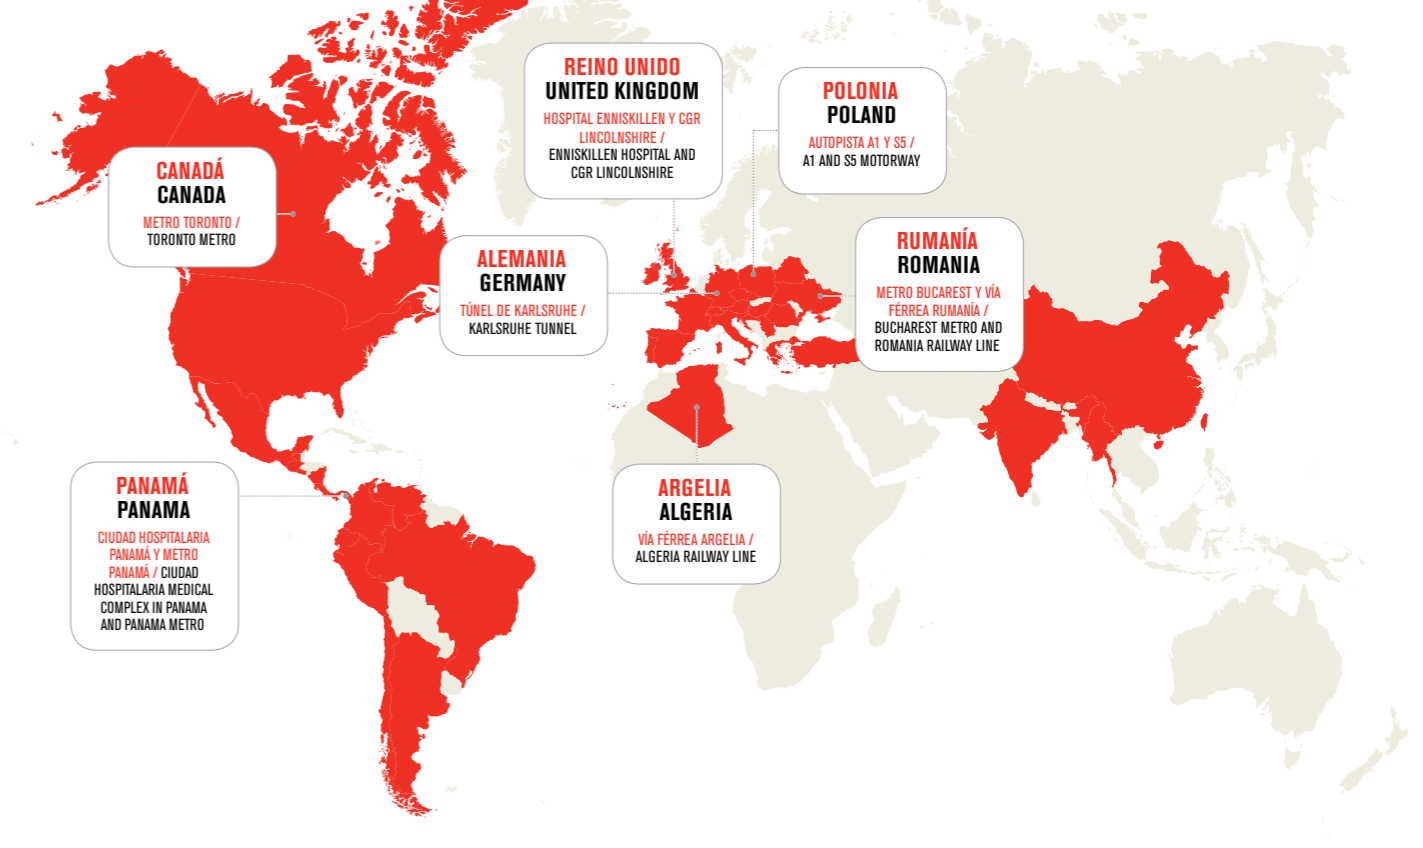 REINO UNIDO
UNITED KINGDOM
HOSPITAL ENNISKILLEN Y CGR
LINCOLNSHIRE /
ENNISKILLEN HOSPITAL AND
CGR LINCOLNSHIRE
POLONIA
POLAND
AUTOPISTA A1 Y S5 /
A1 AND S5 MOTORWAY
CANADÁ
CANADA
METRO TORONTO /
TORONTO METRO
ALEMANIA
GERMANY
TÚNEL DE KARLSRUHE /
KARLSRUHE TUNNEL
RUMANÍA
ROMANIA
METRO BUCAREST Y VÍA
FÉRREA RUMANÍA /
BUCHAREST METRO AND
ROMANIA RAILWAY LINE
PANAMÁ
PANAMA
CIUDAD HOSPITALARIA
PANAMÁ Y METRO
PANAMÁ / CIUDAD
HOSPITALARIA MEDICAL
COMPLEX IN PANAMA
AND PANAMA METRO
ARGELIA
ALGERIA
VÍA FÉRREA ARGELIA /
ALGERIA RAILWAY LINE